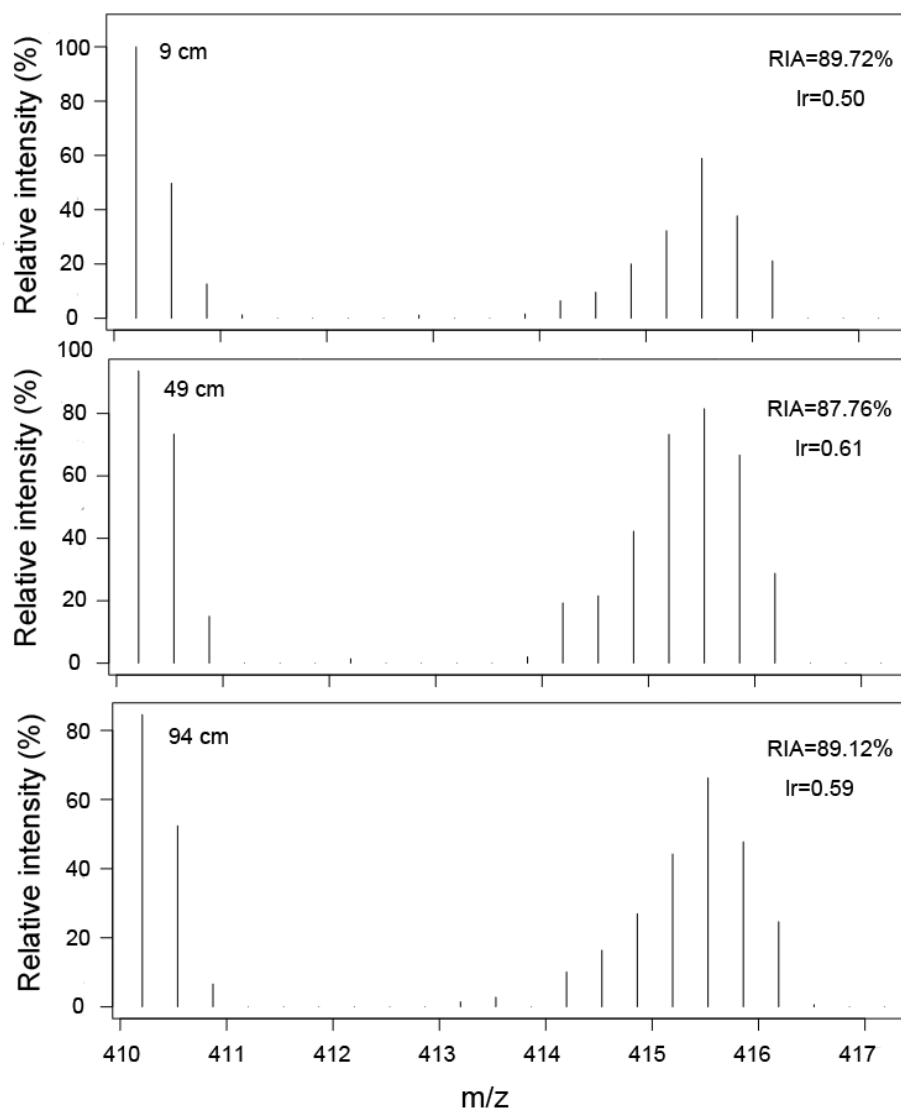 Relative intensity (%)
100
80
60
40
20
0
9 cm
RIA=89.72%
Ir=0.50
Relative intensity (%)
100
80
60
40
20
0
49 cm
RIA=87.76%
Ir=0.61
Relative intensity (%)
80
60
40
20
0
94 cm
RIA=89.12%
Ir=0.59
410 411 412 413 414 415 416 417
m/z